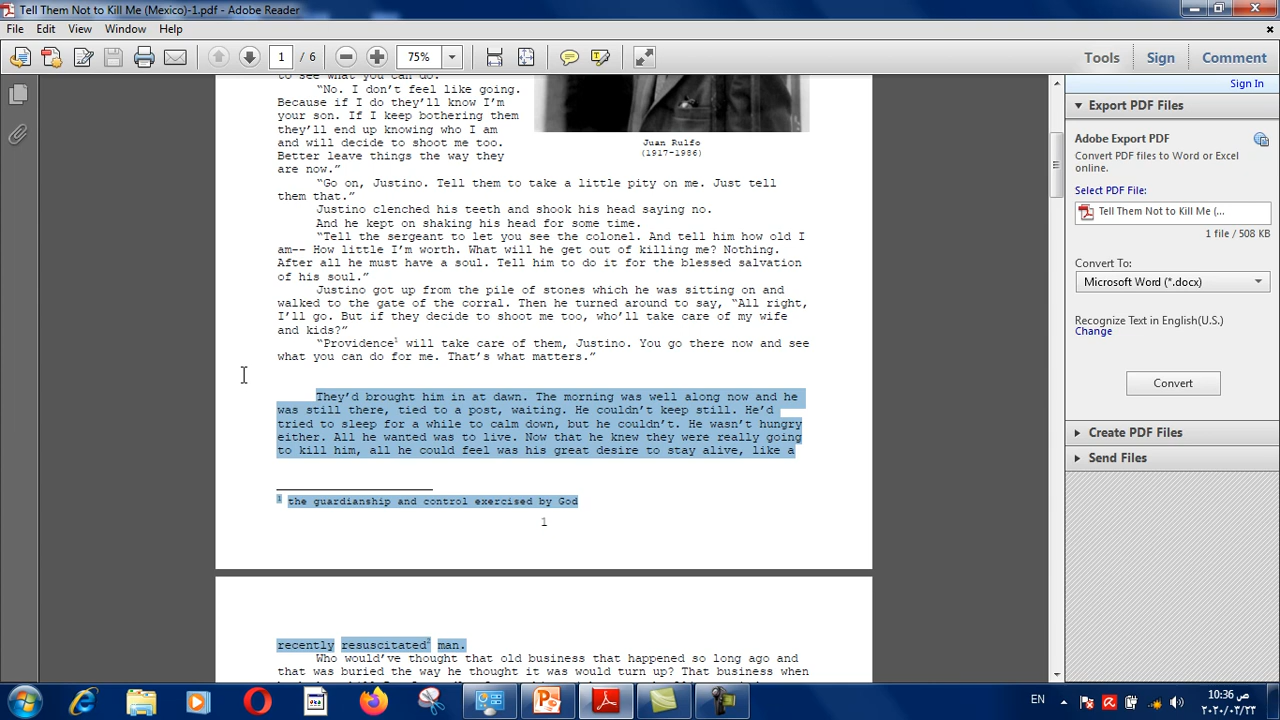 Tell Them Not to Kill Me (Mexico)-1.pdf - Adobe Reader
File Edit View Window Help
1 / 6 75% Tools Sign Comment
to see what you can do.
“No. I don’t feel like going.
Because if I do they’ll know I’m
your son. If I keep bothering them
they’ll end up knowing who I am
and will decide to shoot me too.
Better leave things the way they
are now.”
Juan Rulfo
(1917-1986)
“Go on, Justino. Tell them to take a little pity on me. Just tell
them that.”
Justino clenched his teeth and shook his head saying no.
And he kept on shaking his head for some time.
“Tell the sergeant to let you see the colonel. And tell him how old I
am-- How little I’m worth. What will he get out of killing me? Nothing.
After all he must have a soul. Tell him to do it for the blessed salvation
of his soul.”
Justino got up from the pile of stones which he was sitting on and
walked to the gate of the corral. Then he turned around to say, “All right,
I’ll go. But if they decide to shoot me too, who’ll take care of my wife
and kids?”
“Providence¹ will take care of them, Justino. You go there now and see
what you can do for me. That’s what matters.”
They’d brought him in at dawn. The morning was well along now and he
was still there, tied to a post, waiting. He couldn’t keep still. He’d
tried to sleep for a while to calm down, but he couldn’t. He wasn’t hungry
either. All he wanted was to live. Now that he knew they were really going
to kill him, all he could feel was his great desire to stay alive, like a
¹ the guardianship and control exercised by God
1
recently resuscitated² man.
Who would’ve thought that old business that happened so long ago and
that was buried the way he thought it was would turn up? That business when
Sign In
Export PDF Files
Adobe Export PDF
Convert PDF files to Word or Excel
online.
Select PDF File:
Tell Them Not to Kill Me (...
1 file / 508 KB
Convert To:
Microsoft Word (*.docx)
Recognize Text in English(U.S.)
Change
Convert
Create PDF Files
Send Files
EN
10:36 ص
٢٠٢٠/٠٣/٢٣